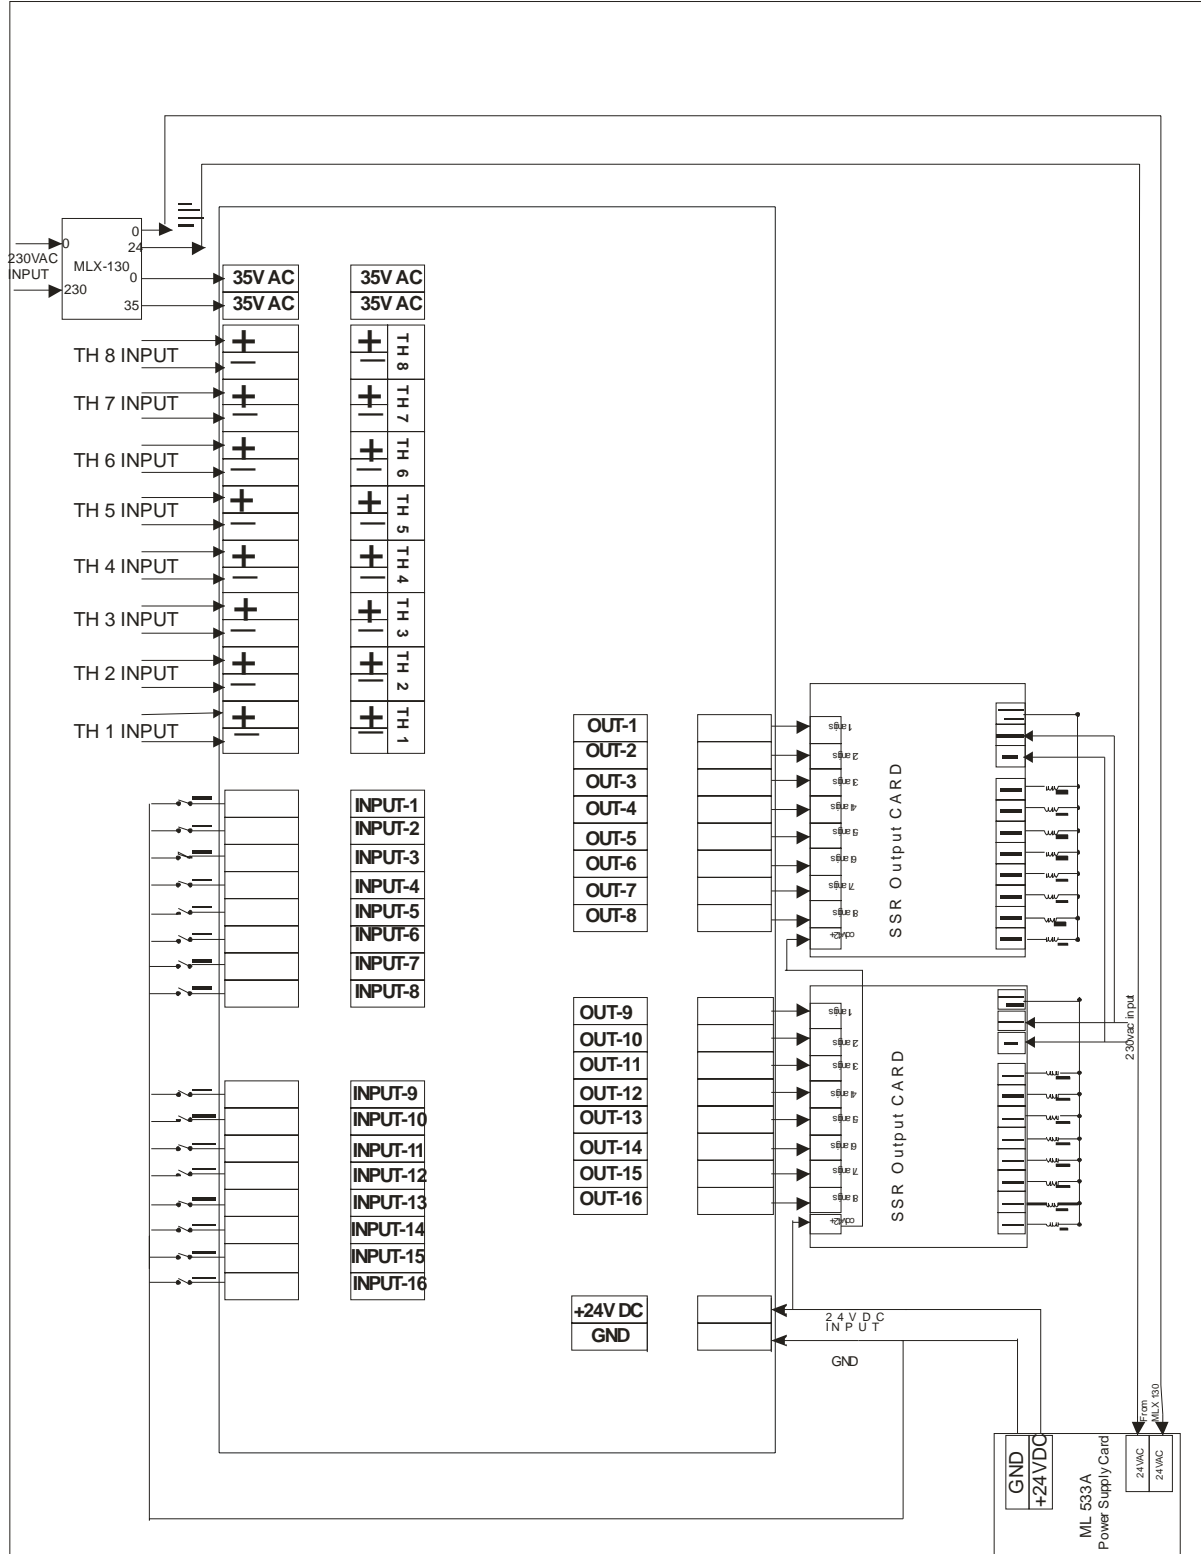 0
24
0
35
0
230
230VAC
INPUT
MLX-130
35V AC
35V AC
35V AC
35V AC
TH 8 INPUT
TH 8
TH 7 INPUT
TH 7
TH 6 INPUT
TH 6
TH 5 INPUT
TH 5
TH 4 INPUT
TH 4
TH 3 INPUT
TH 3
TH 2 INPUT
TH 2
TH 1 INPUT
TH 1
INPUT-1
INPUT-2
INPUT-3
INPUT-4
INPUT-5
INPUT-6
INPUT-7
INPUT-8
INPUT-9
INPUT-10
INPUT-11
INPUT-12
INPUT-13
INPUT-14
INPUT-15
INPUT-16
OUT-1
OUT-2
OUT-3
OUT-4
OUT-5
OUT-6
OUT-7
OUT-8
SSR Output CARD
OUT-9
OUT-10
OUT-11
OUT-12
OUT-13
OUT-14
OUT-15
OUT-16
SSR Output CARD
230vac input
+24V DC
GND
24VDC
INPUT
GND
From
MLX 130
GND
+24VDC
24VAC
24VAC
ML 533A
Power Supply Card